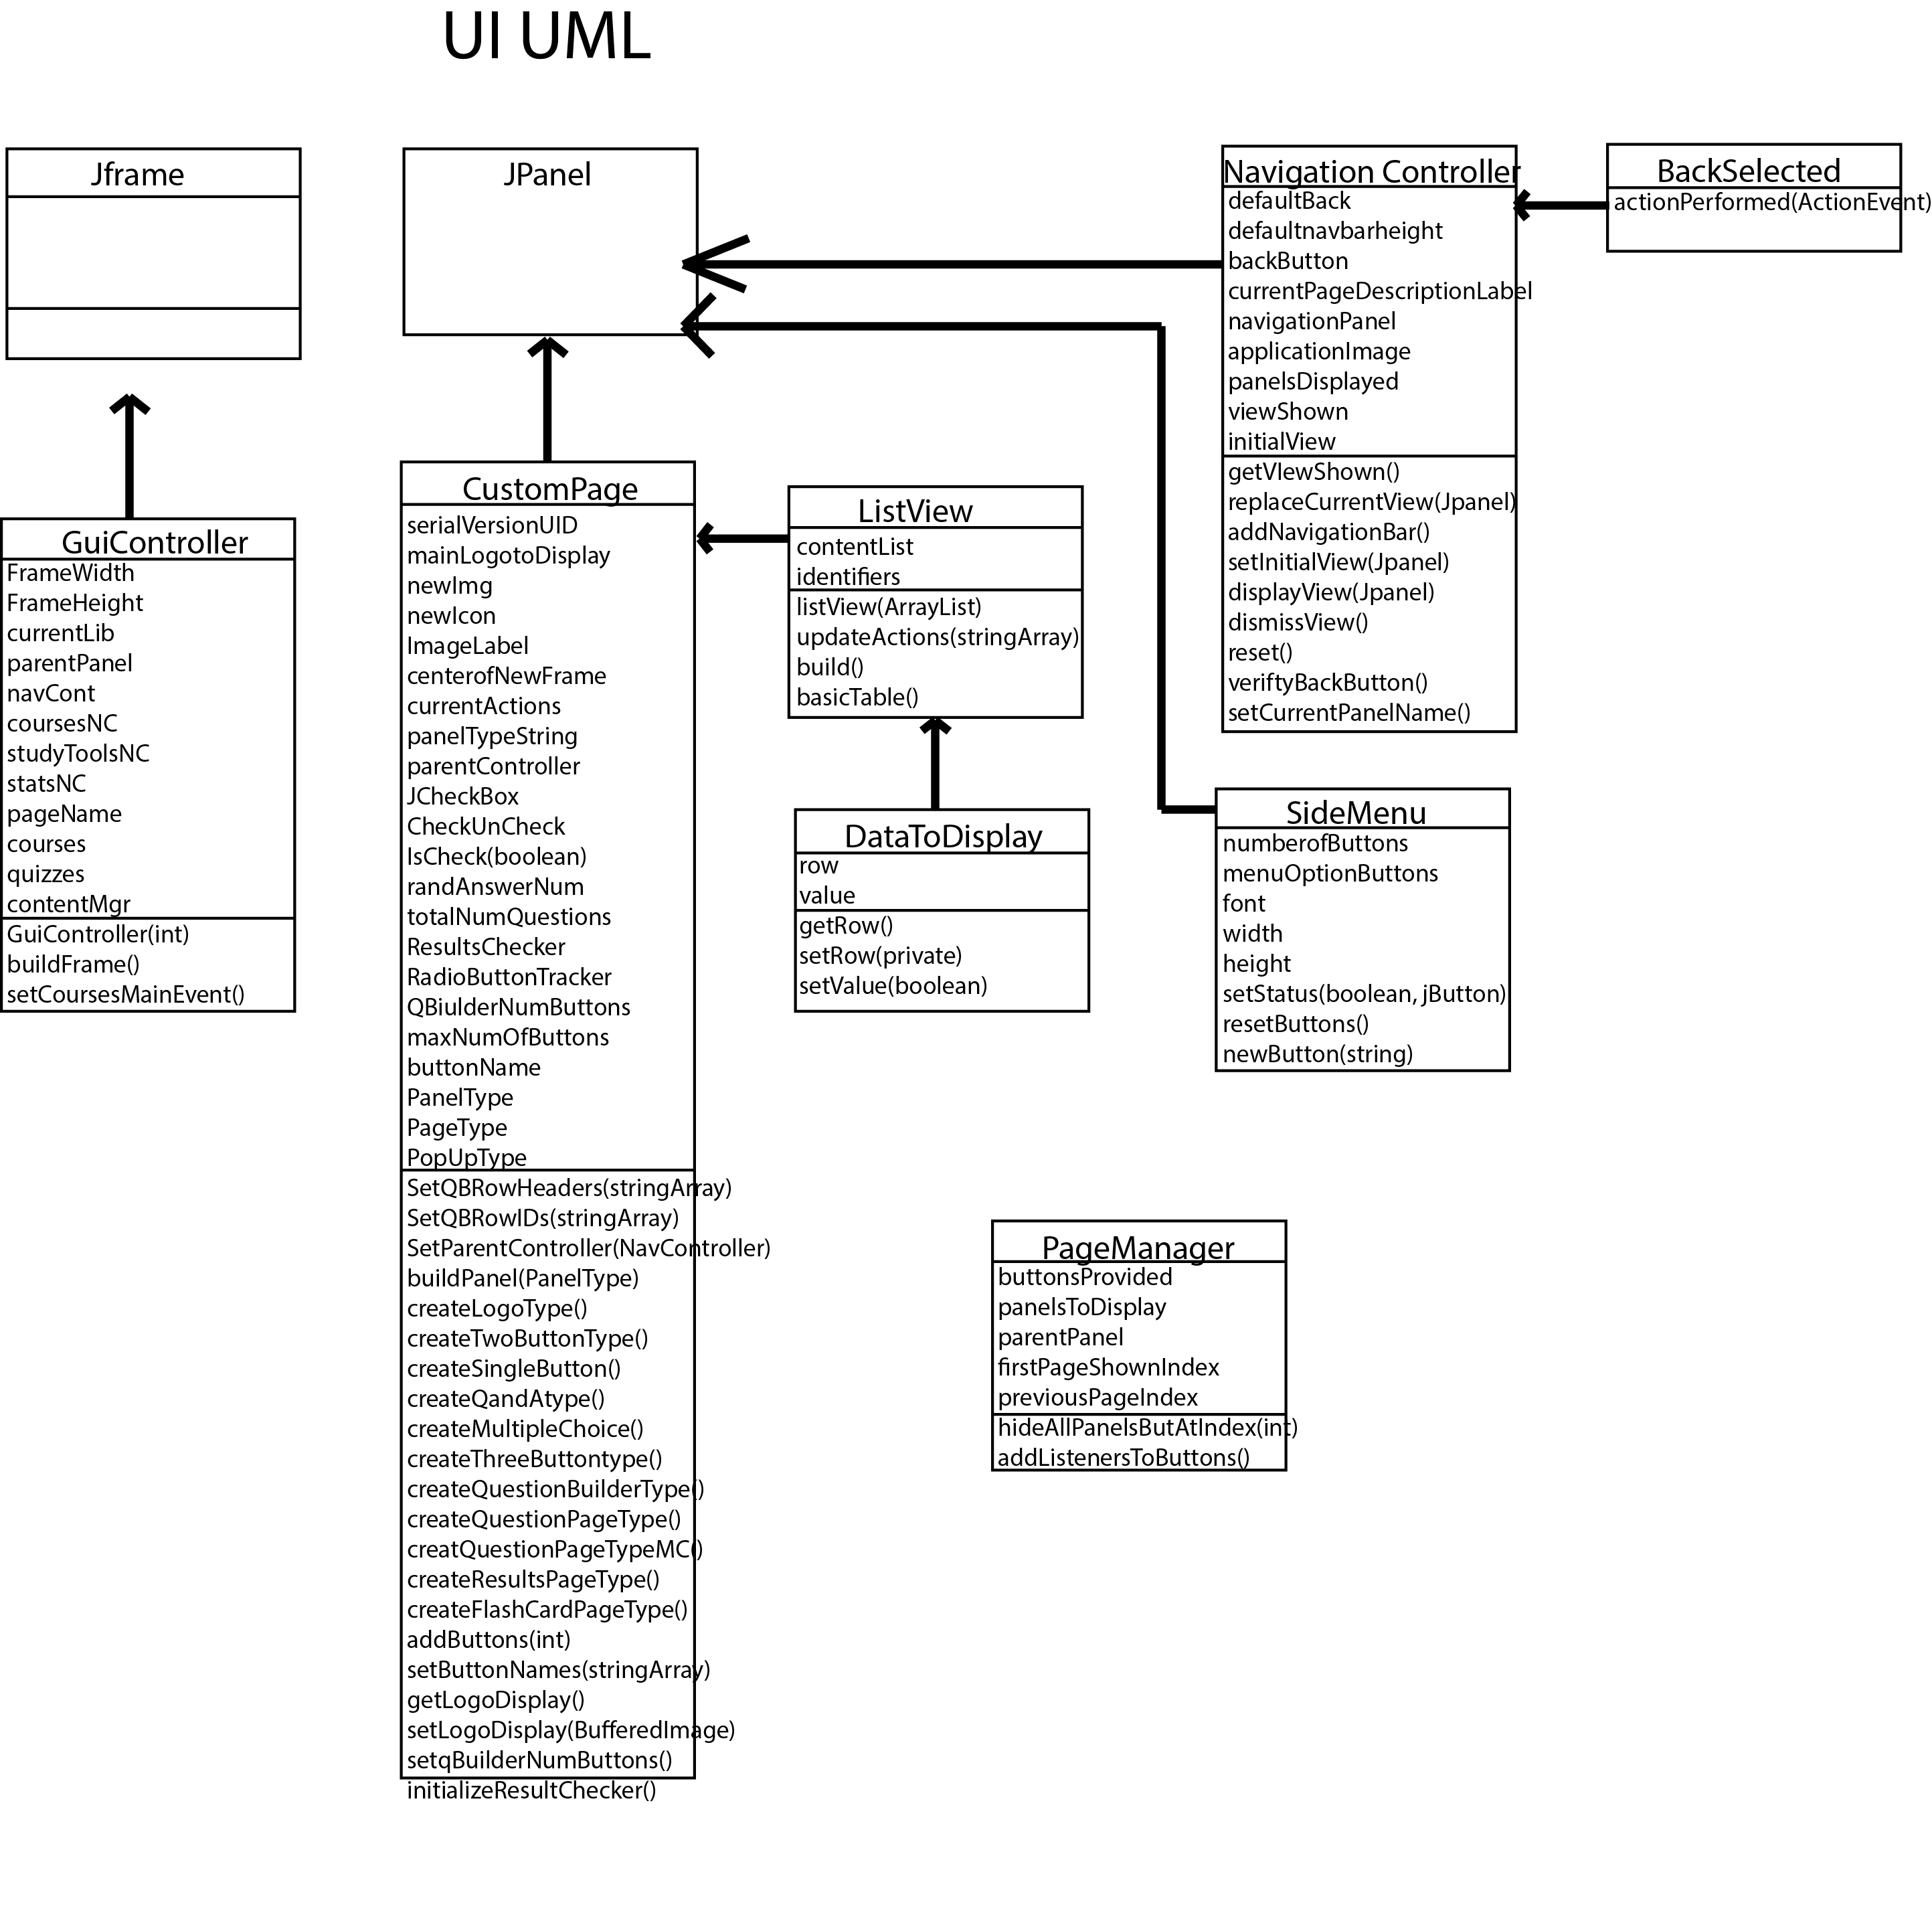 UI UML
Jframe
JPanel
Navigation Controller
defaultBack
defaultnavbarheight
backButton
currentPageDescriptionLabel
navigationPanel
applicationImage
panelsDisplayed
viewShown
initialView
getVIewShown()
replaceCurrentView(Jpanel)
addNavigationBar()
setInitialView(Jpanel)
displayView(Jpanel)
dismissView()
reset()
veriftyBackButton()
setCurrentPanelName()
BackSelected
actionPerformed(ActionEvent)
GuiController
FrameWidth
FrameHeight
currentLib
parentPanel
navCont
coursesNC
studyToolsNC
statsNC
pageName
courses
quizzes
contentMgr
GuiController(int)
buildFrame()
setCoursesMainEvent()
CustomPage
serialVersionUID
mainLogotoDisplay
newImg
newIcon
ImageLabel
centerofNewFrame
currentActions
panelTypeString
parentController
JCheckBox
CheckUnCheck
IsCheck(boolean)
randAnswerNum
totalNumQuestions
ResultsChecker
RadioButtonTracker
QBiulderNumButtons
maxNumOfButtons
buttonName
PanelType
PageType
PopUpType
SetQBRowHeaders(stringArray)
SetQBRowIDs(stringArray)
SetParentController(NavController)
buildPanel(PanelType)
createLogoType()
createTwoButtonType()
createSingleButton()
createQandAtype()
createMultipleChoice()
createThreeButtontype()
createQuestionBuilderType()
createQuestionPageType()
creatQuestionPageTypeMC()
createResultsPageType()
createFlashCardPageType()
addButtons(int)
setButtonNames(stringArray)
getLogoDisplay()
setLogoDisplay(BufferedImage)
setqBuilderNumButtons()
initializeResultChecker()
ListView
contentList
identifiers
listView(ArrayList)
updateActions(stringArray)
build()
basicTable()
DataToDisplay
row
value
getRow()
setRow(private)
setValue(boolean)
SideMenu
numberofButtons
menuOptionButtons
font
width
height
setStatus(boolean, jButton)
resetButtons()
newButton(string)
PageManager
buttonsProvided
panelsToDisplay
parentPanel
firstPageShownIndex
previousPageIndex
hideAllPanelsButAtIndex(int)
addListenersToButtons()